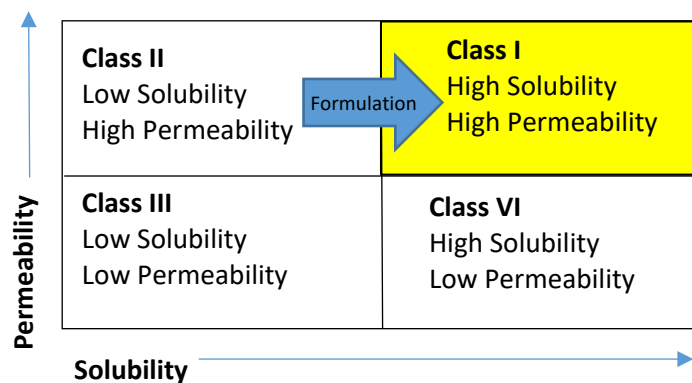 Class II
Low Solubility
High Permeability
Formulation
Class I
High Solubility
High Permeability
Class III
Low Solubility
Low Permeability
Class VI
High Solubility
Low Permeability
Permeability
Solubility